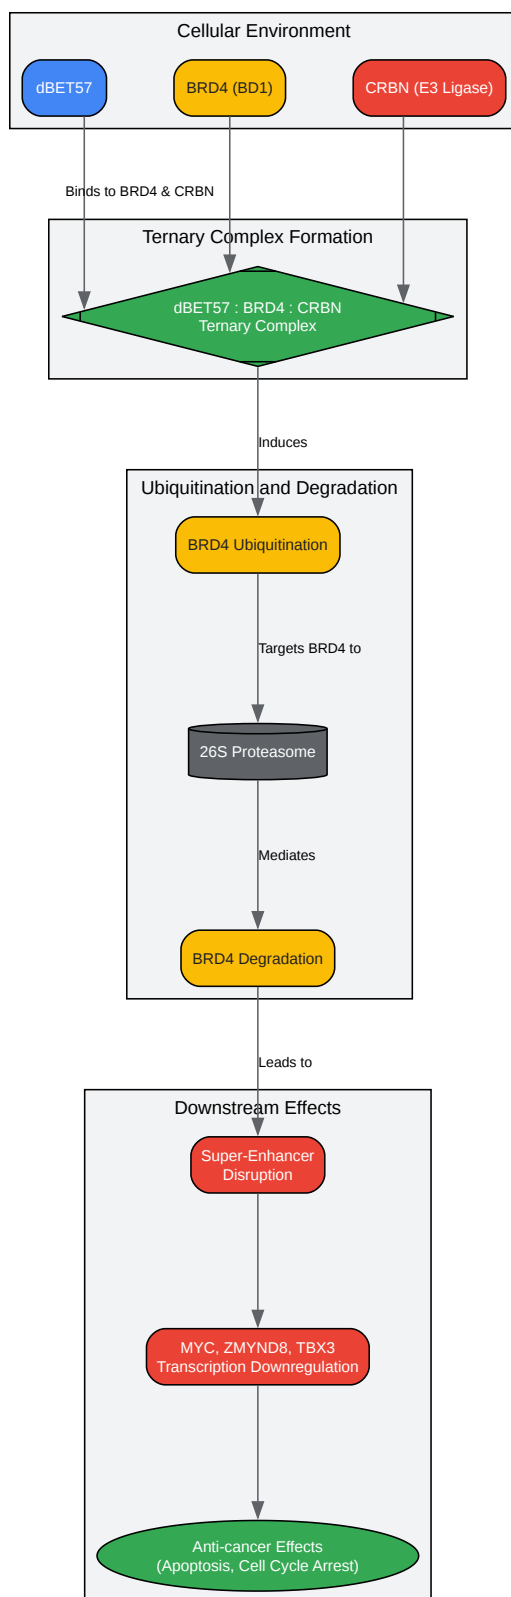 Cellular Environment
dBET57
BRD4 (BD1)
CRBN (E3 Ligase)
Binds to BRD4 & CRBN
Ternary Complex Formation
dBET57 : BRD4 : CRBN
Ternary Complex
Induces
Ubiquitination and Degradation
BRD4 Ubiquitination
Targets BRD4 to
26S Proteasome
Mediates
BRD4 Degradation
Leads to
Downstream Effects
Super-Enhancer
Disruption
MYC, ZMYND8, TBX3
Transcription Downregulation
Anti-cancer Effects
(Apoptosis, Cell Cycle Arrest)